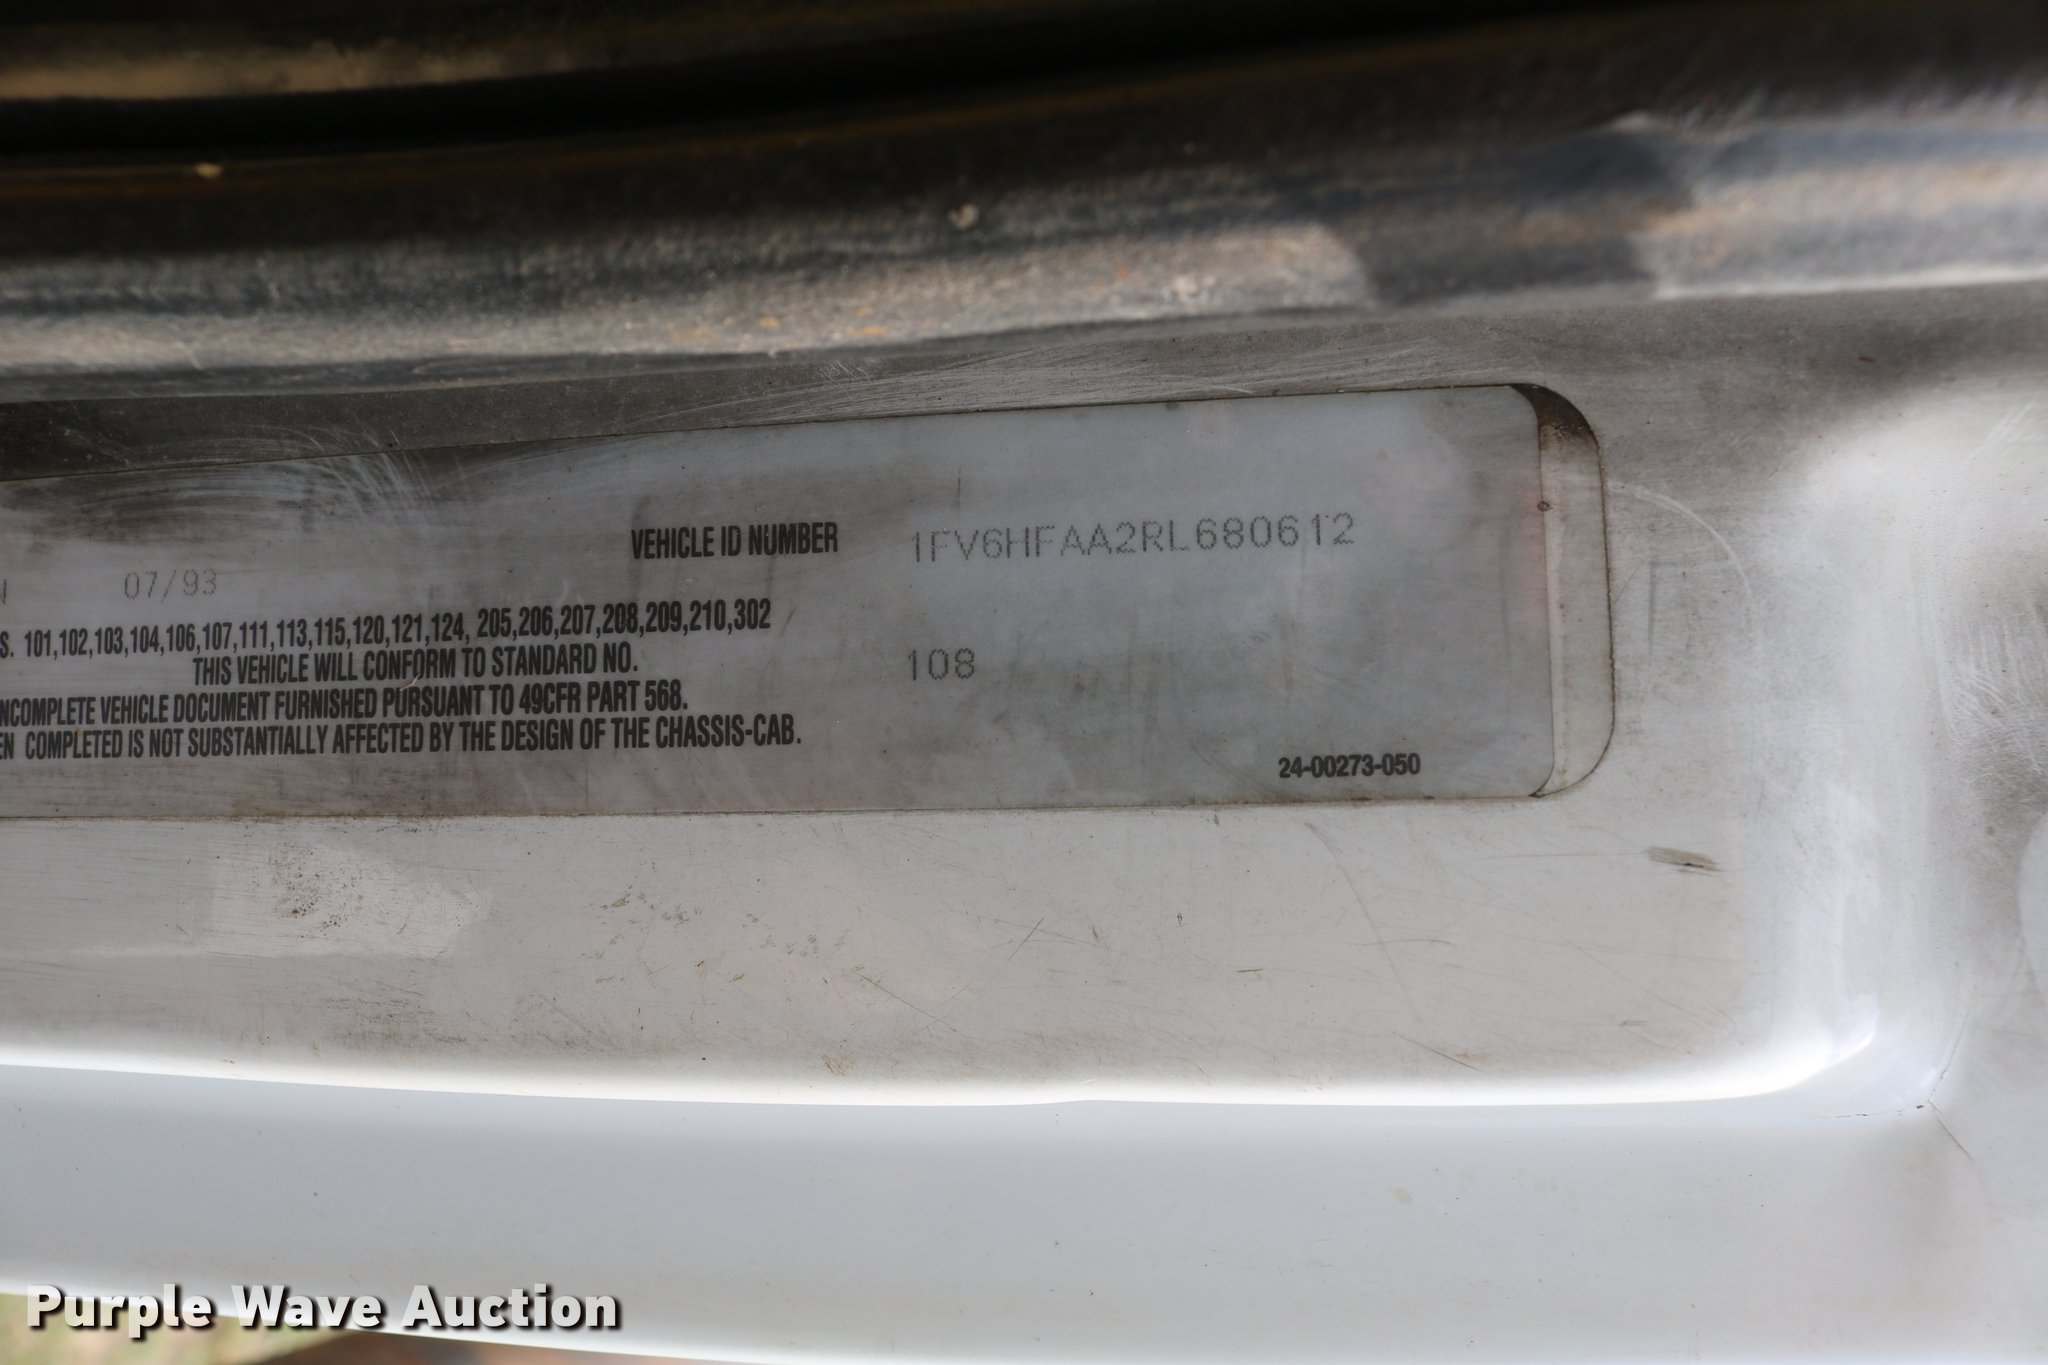 VEHICLE ID NUMBER 1FV6HFAA2RL680612
N 07/93
S. 101,102,103,104,106,107,111,113,115,120,121,124, 205,206,207,208,209,210,302
THIS VEHICLE WILL CONFORM TO STANDARD NO. 108
NCOMPLETE VEHICLE DOCUMENT FURNISHED PURSUANT TO 49CFR PART 568.
EN COMPLETED IS NOT SUBSTANTIALLY AFFECTED BY THE DESIGN OF THE CHASSIS-CAB.
24-00273-050
Purple Wave Auction